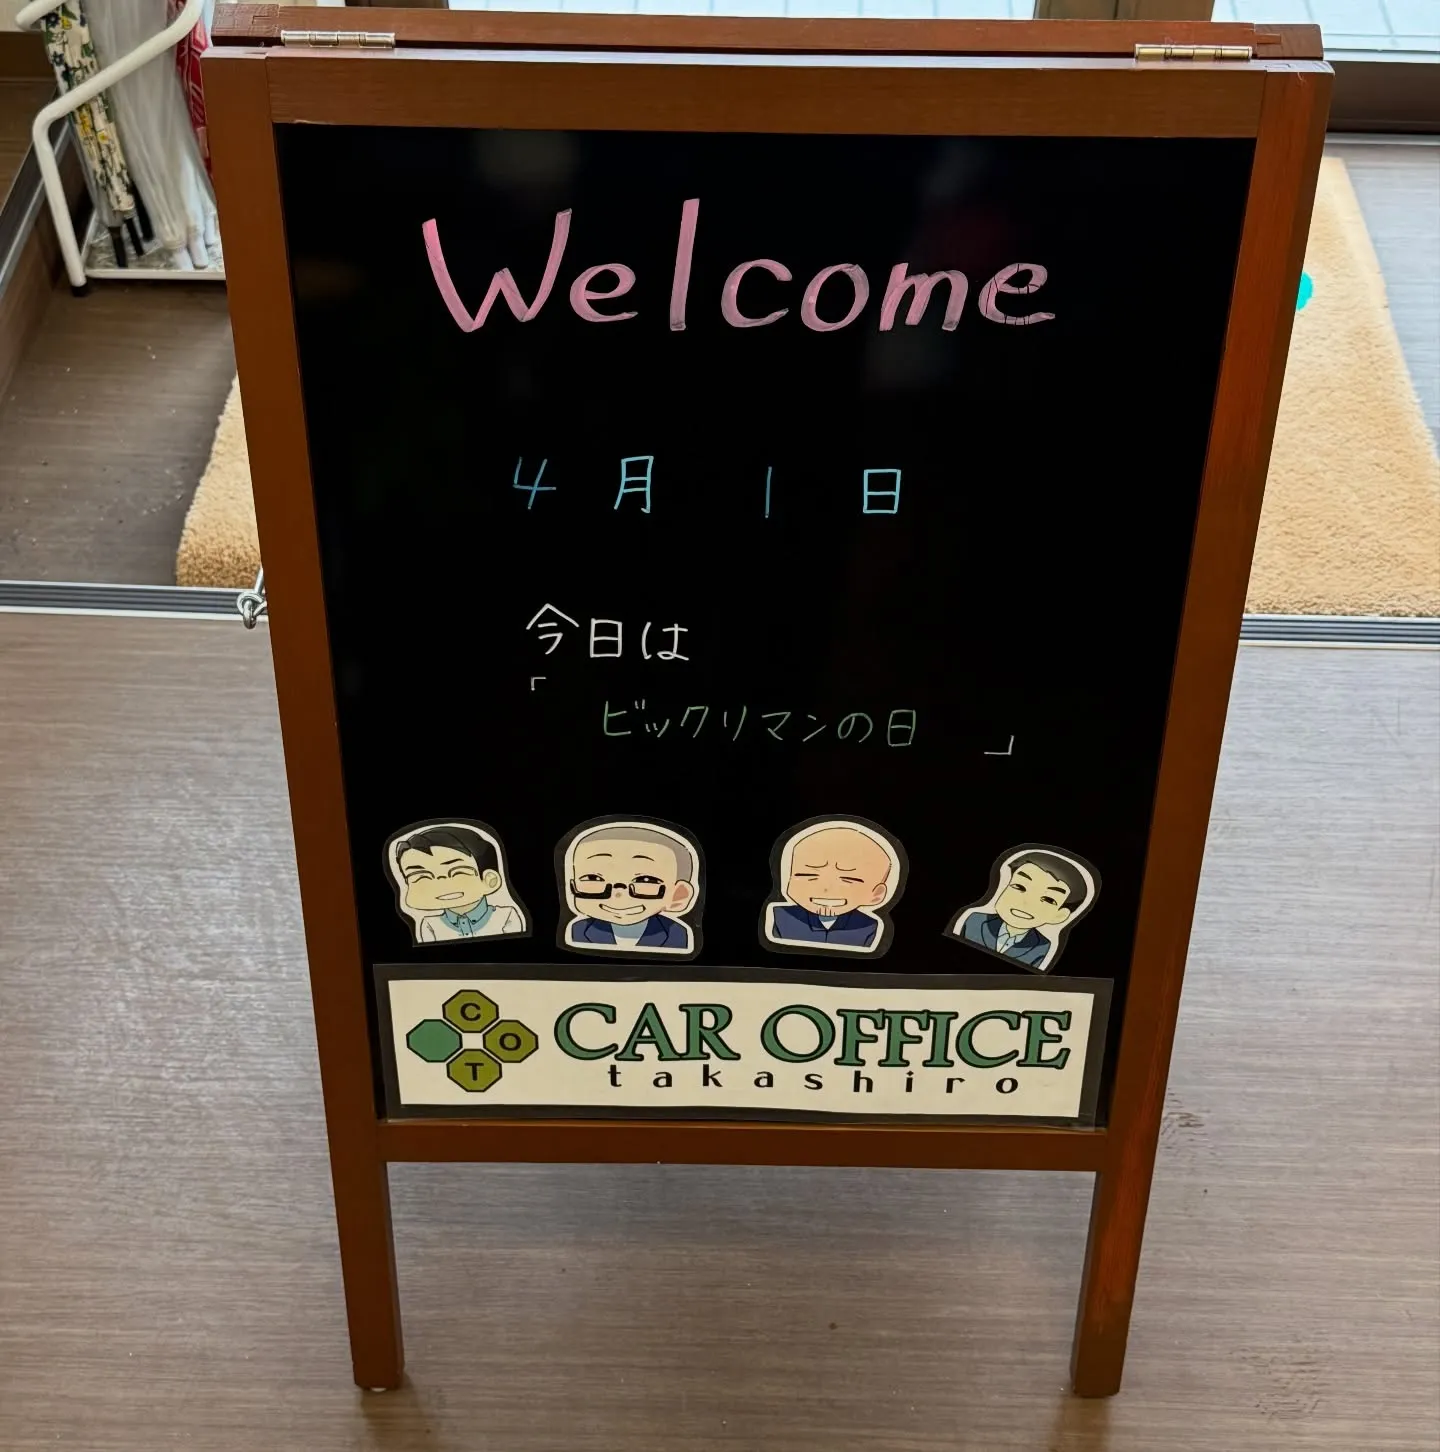 Welcome
4月1日
今日は
「ビックリマンの日」
C
O
T
CAR OFFICE
takashiro